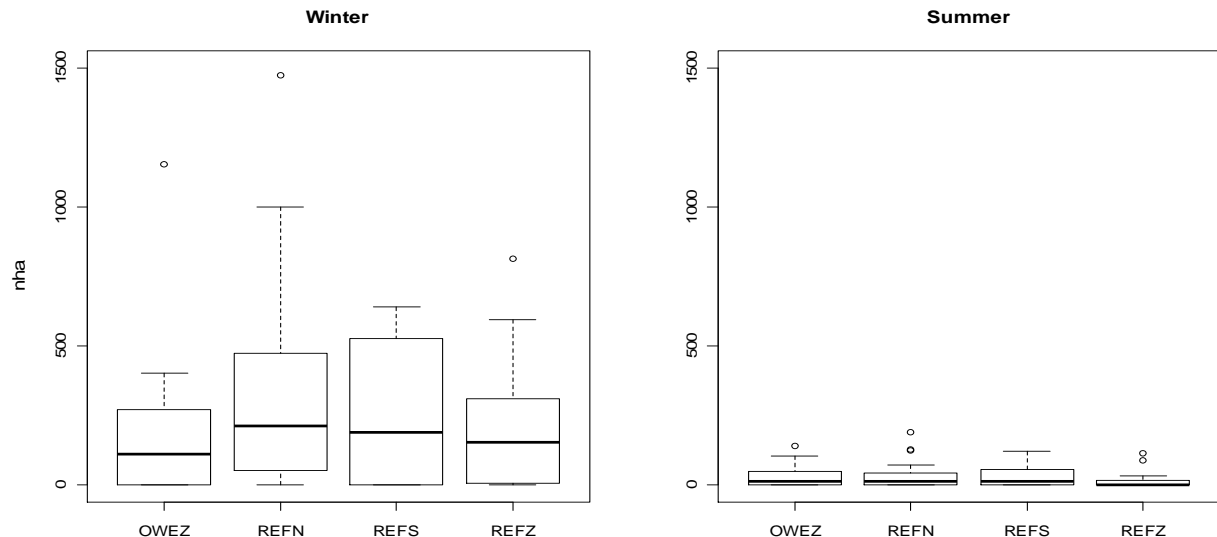 Winter
Summer
nha
1500
1000
500
0
OWEZ REFN REFS REFZ
1500
1000
500
0
OWEZ REFN REFS REFZ